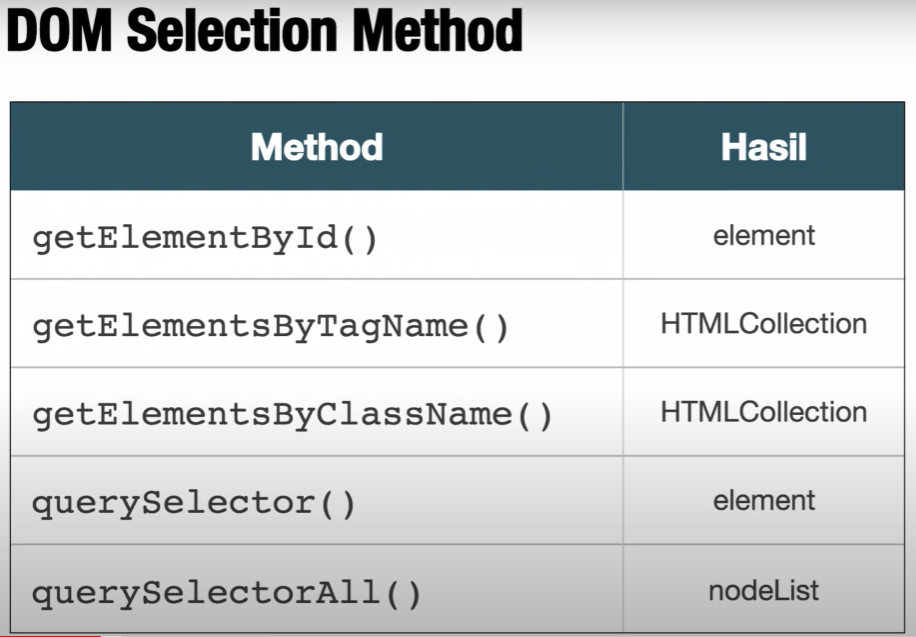 DOM Selection Method
Method Hasil
getElementById() element
getElementsByTagName() HTMLCollection
getElementsByClassName() HTMLCollection
querySelector() element
querySelectorAll() nodeList